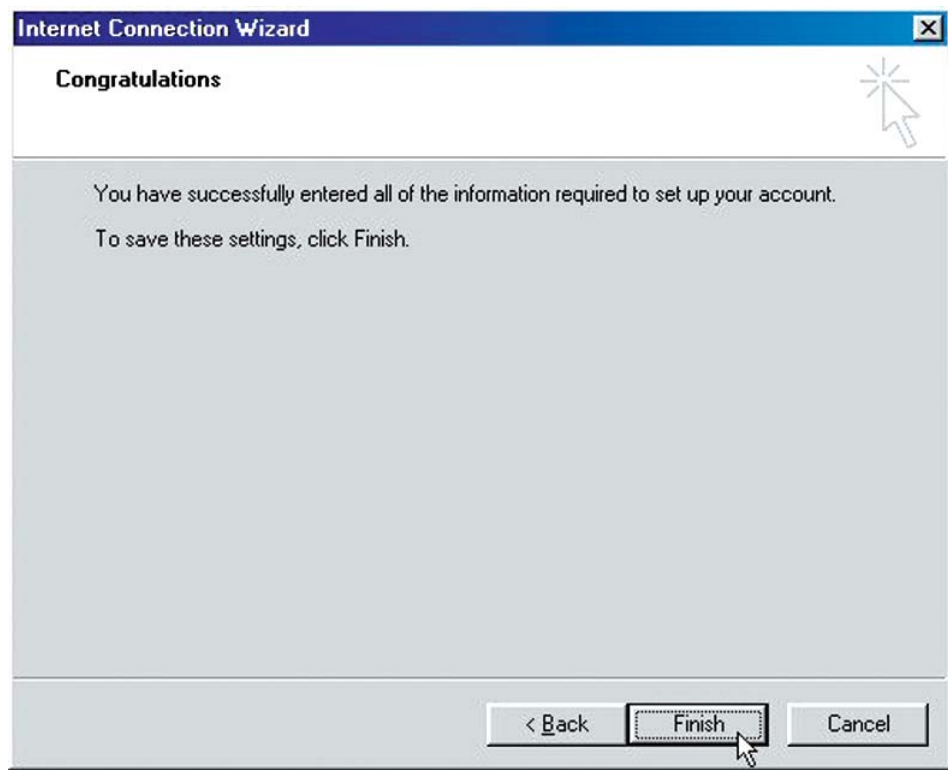 Internet Connection Wizard
Congratulations
You have successfully entered all of the information required to set up your account.
To save these settings, click Finish.
< Back
Finish
Cancel